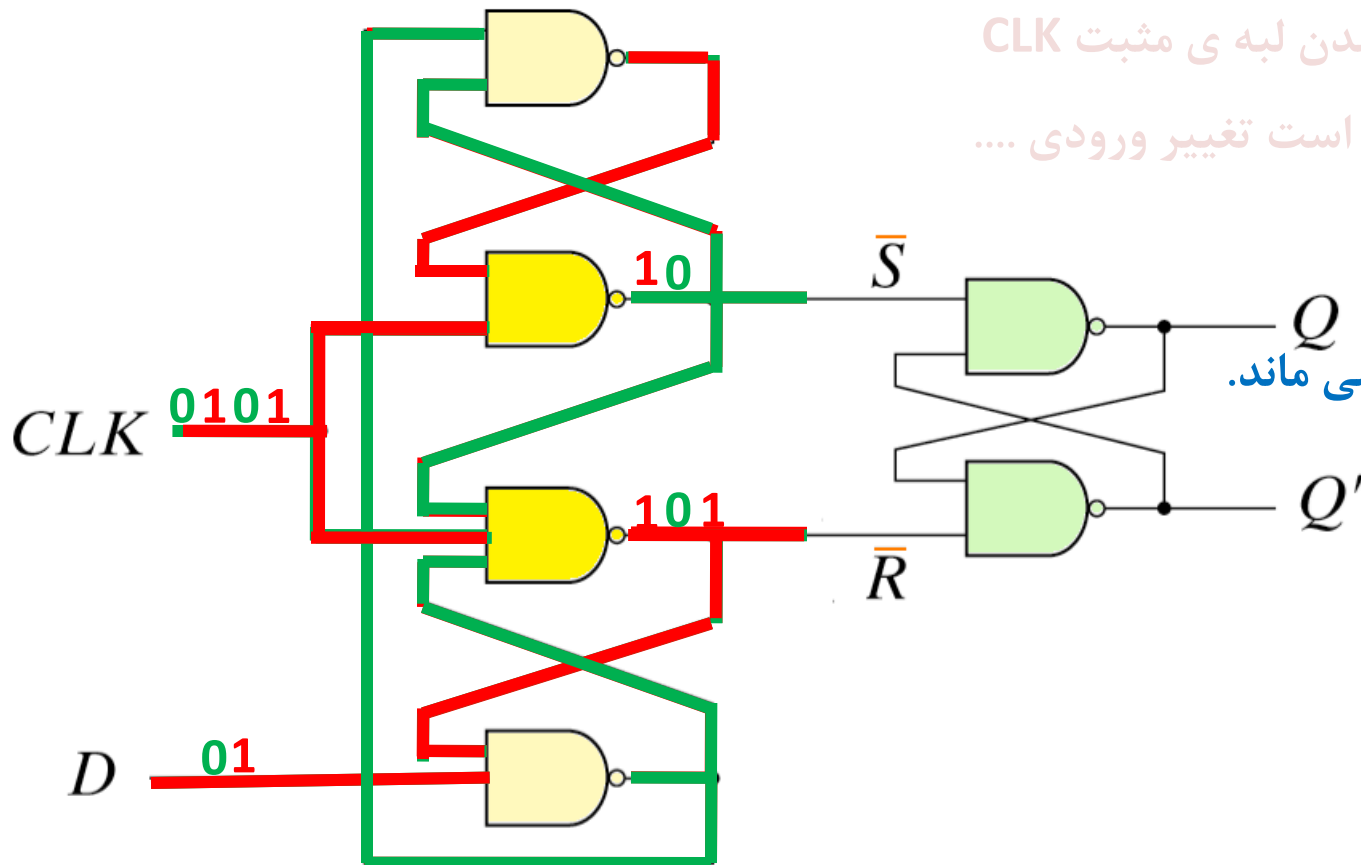 دن لبه ی مثبت CLK
است تغییر ورودی ....
10
S
Q
ی ماند.
0101
CLK
101
R
Q'
01
D